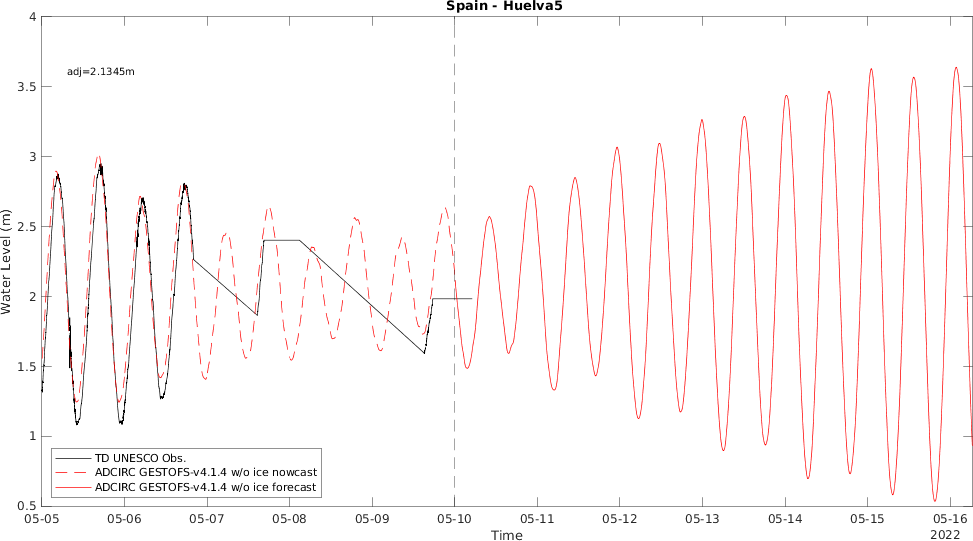 Spain - Huelva5
adj=2.1345m
Water Level (m)
4
3.5
3
2.5
2
1.5
1
0.5
TD UNESCO Obs.
ADCIRC GESTOFS-v4.1.4 w/o ice nowcast
ADCIRC GESTOFS-v4.1.4 w/o ice forecast
05-05 05-06 05-07 05-08 05-09 05-10 05-11 05-12 05-13 05-14 05-15 05-16
Time
2022